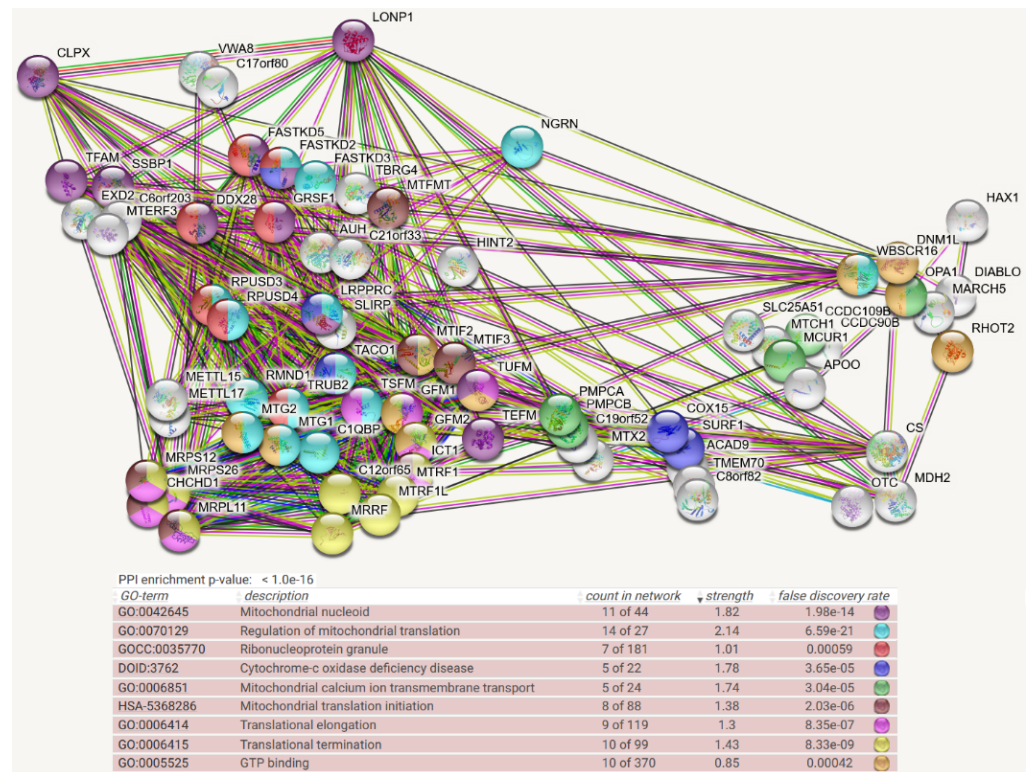 LONP1
CLPX
VWA8
C17orf80
NGRN
FASTKD5
FASTKD2
FASTKD3
TBRG4
MTFMT
TFAM
SSBP1
EXD2
C6orf203
MTERF3
DDX28
GRSF1
AUH
C21orf33
HINT2
HAX1
DNM1L
WBSCR16
OPA1
DIABLO
MARCH5
RHOT2
RPUSD3
RPUSD4
LRPPRC
SLIRP
SLC25A51
CCDC109B
MTCH1
CCDC90B
MCUR1
APOO
MTIF2
MTIF3
TACO1
TUFM
METTL15
METTL17
RMND1
TRUB2
TSFM
GFM1
GFM2
TEFM
PMPCA
PMPCB
C19orf52
MTX2
COX15
SURF1
ACAD9
TMEM70
C8orf82
CS
OTC
MDH2
MTG2
MTG1
C1QBP
ICT1
MRPS12
MRPS26
CHCHD1
MRPL11
C12orf65
MTRF1
MTRF1L
MRRF
PPI enrichment p-value: < 1.0e-16
GO-term description count in network strength false discovery rate
GO:0042645 Mitochondrial nucleoid 11 of 44 1.82 1.98e-14
GO:0070129 Regulation of mitochondrial translation 14 of 27 2.14 6.59e-21
GOCC:0035770 Ribonucleoprotein granule 7 of 181 1.01 0.00059
DOID:3762 Cytochrome-c oxidase deficiency disease 5 of 22 1.78 3.65e-05
GO:0006851 Mitochondrial calcium ion transmembrane transport 5 of 24 1.74 3.04e-05
HSA-5368286 Mitochondrial translation initiation 8 of 88 1.38 2.03e-06
GO:0006414 Translational elongation 9 of 119 1.3 8.35e-07
GO:0006415 Translational termination 10 of 99 1.43 8.33e-09
GO:0005525 GTP binding 10 of 370 0.85 0.00042